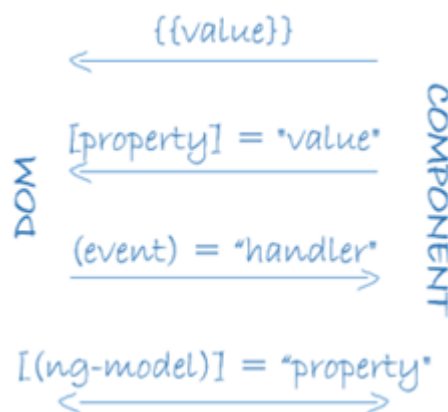 {{value}}
[property] = "value"
DOM
COMPONENT
(event) = "handler"
[(ng-model)] = "property"